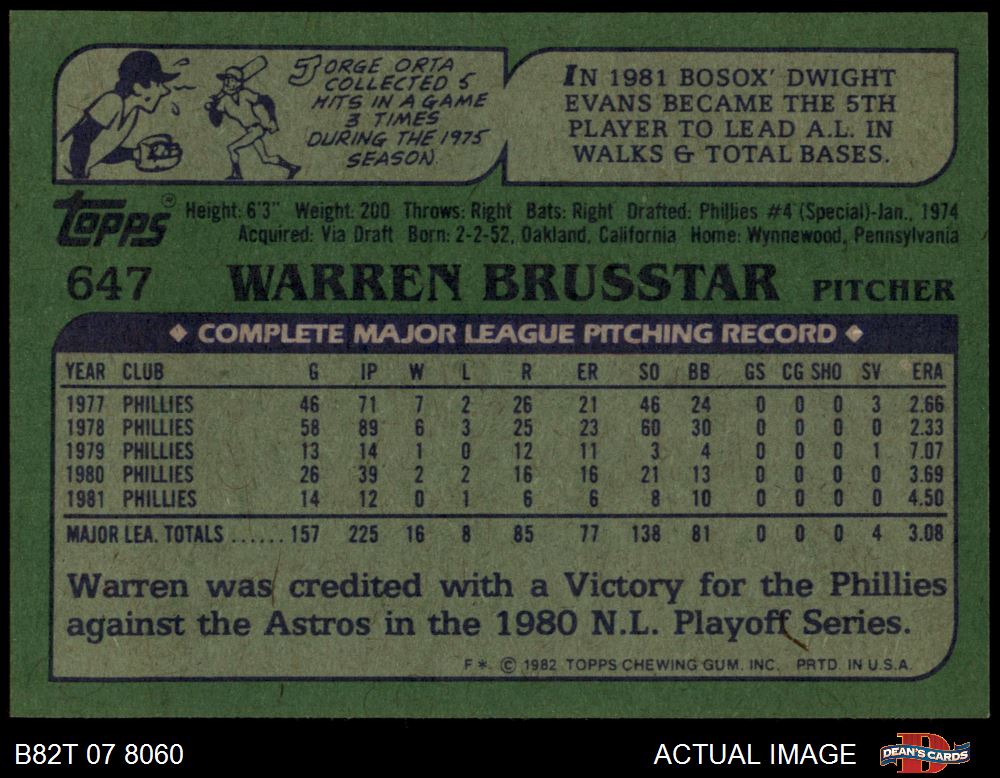 JORGE ORTA
COLLECTED 5
HITS IN A GAME
3 TIMES
DURING THE 1975
SEASON.
IN 1981 BOSOX' DWIGHT
EVANS BECAME THE 5TH
PLAYER TO LEAD A.L. IN
WALKS & TOTAL BASES.
topps®
Height: 6'3" Weight: 200 Throws: Right Bats: Right Drafted: Phillies #4 (Special)-Jan., 1974
Acquired: Via Draft Born: 2-2-52, Oakland, California Home: Wynnewood, Pennsylvania
647 WARREN BRUSSTAR PITCHER
◆ COMPLETE MAJOR LEAGUE PITCHING RECORD ◆
YEAR CLUB G IP W L R ER SO BB GS CG SHO SV ERA
1977 PHILLIES 46 71 7 2 26 21 46 24 0 0 0 3 2.66
1978 PHILLIES 58 89 6 3 25 23 60 30 0 0 0 0 2.33
1979 PHILLIES 13 14 1 0 12 11 3 4 0 0 0 1 7.07
1980 PHILLIES 26 39 2 2 16 16 21 13 0 0 0 0 3.69
1981 PHILLIES 14 12 0 1 6 6 8 10 0 0 0 0 4.50
MAJOR LEA. TOTALS ...... 157 225 16 8 85 77 138 81 0 0 0 4 3.08
Warren was credited with a Victory for the Phillies
against the Astros in the 1980 N.L. Playoff Series.
F *. © 1982 TOPPS CHEWING GUM, INC. PRTD. IN U.S.A.
B82T 07 8060
ACTUAL IMAGE
DEAN'S CARDS